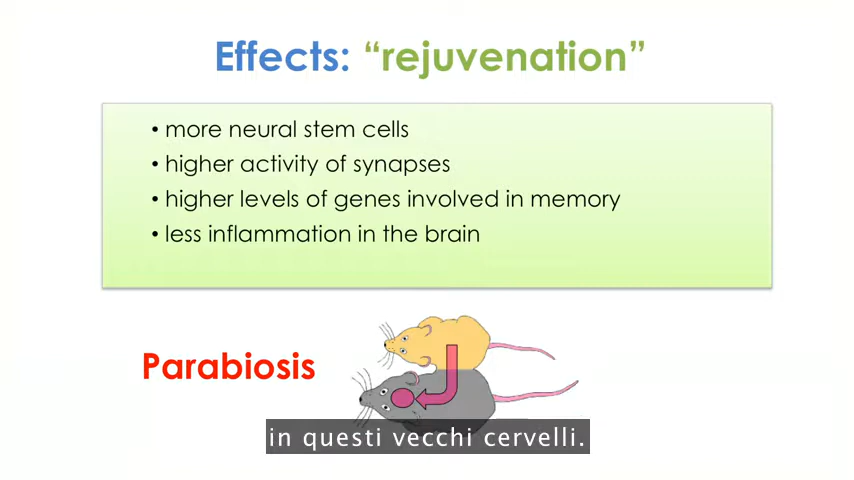 Effects: “rejuvenation”
• more neural stem cells
• higher activity of synapses
• higher levels of genes involved in memory
• less inflammation in the brain
Parabiosis
in questi vecchi cervelli.